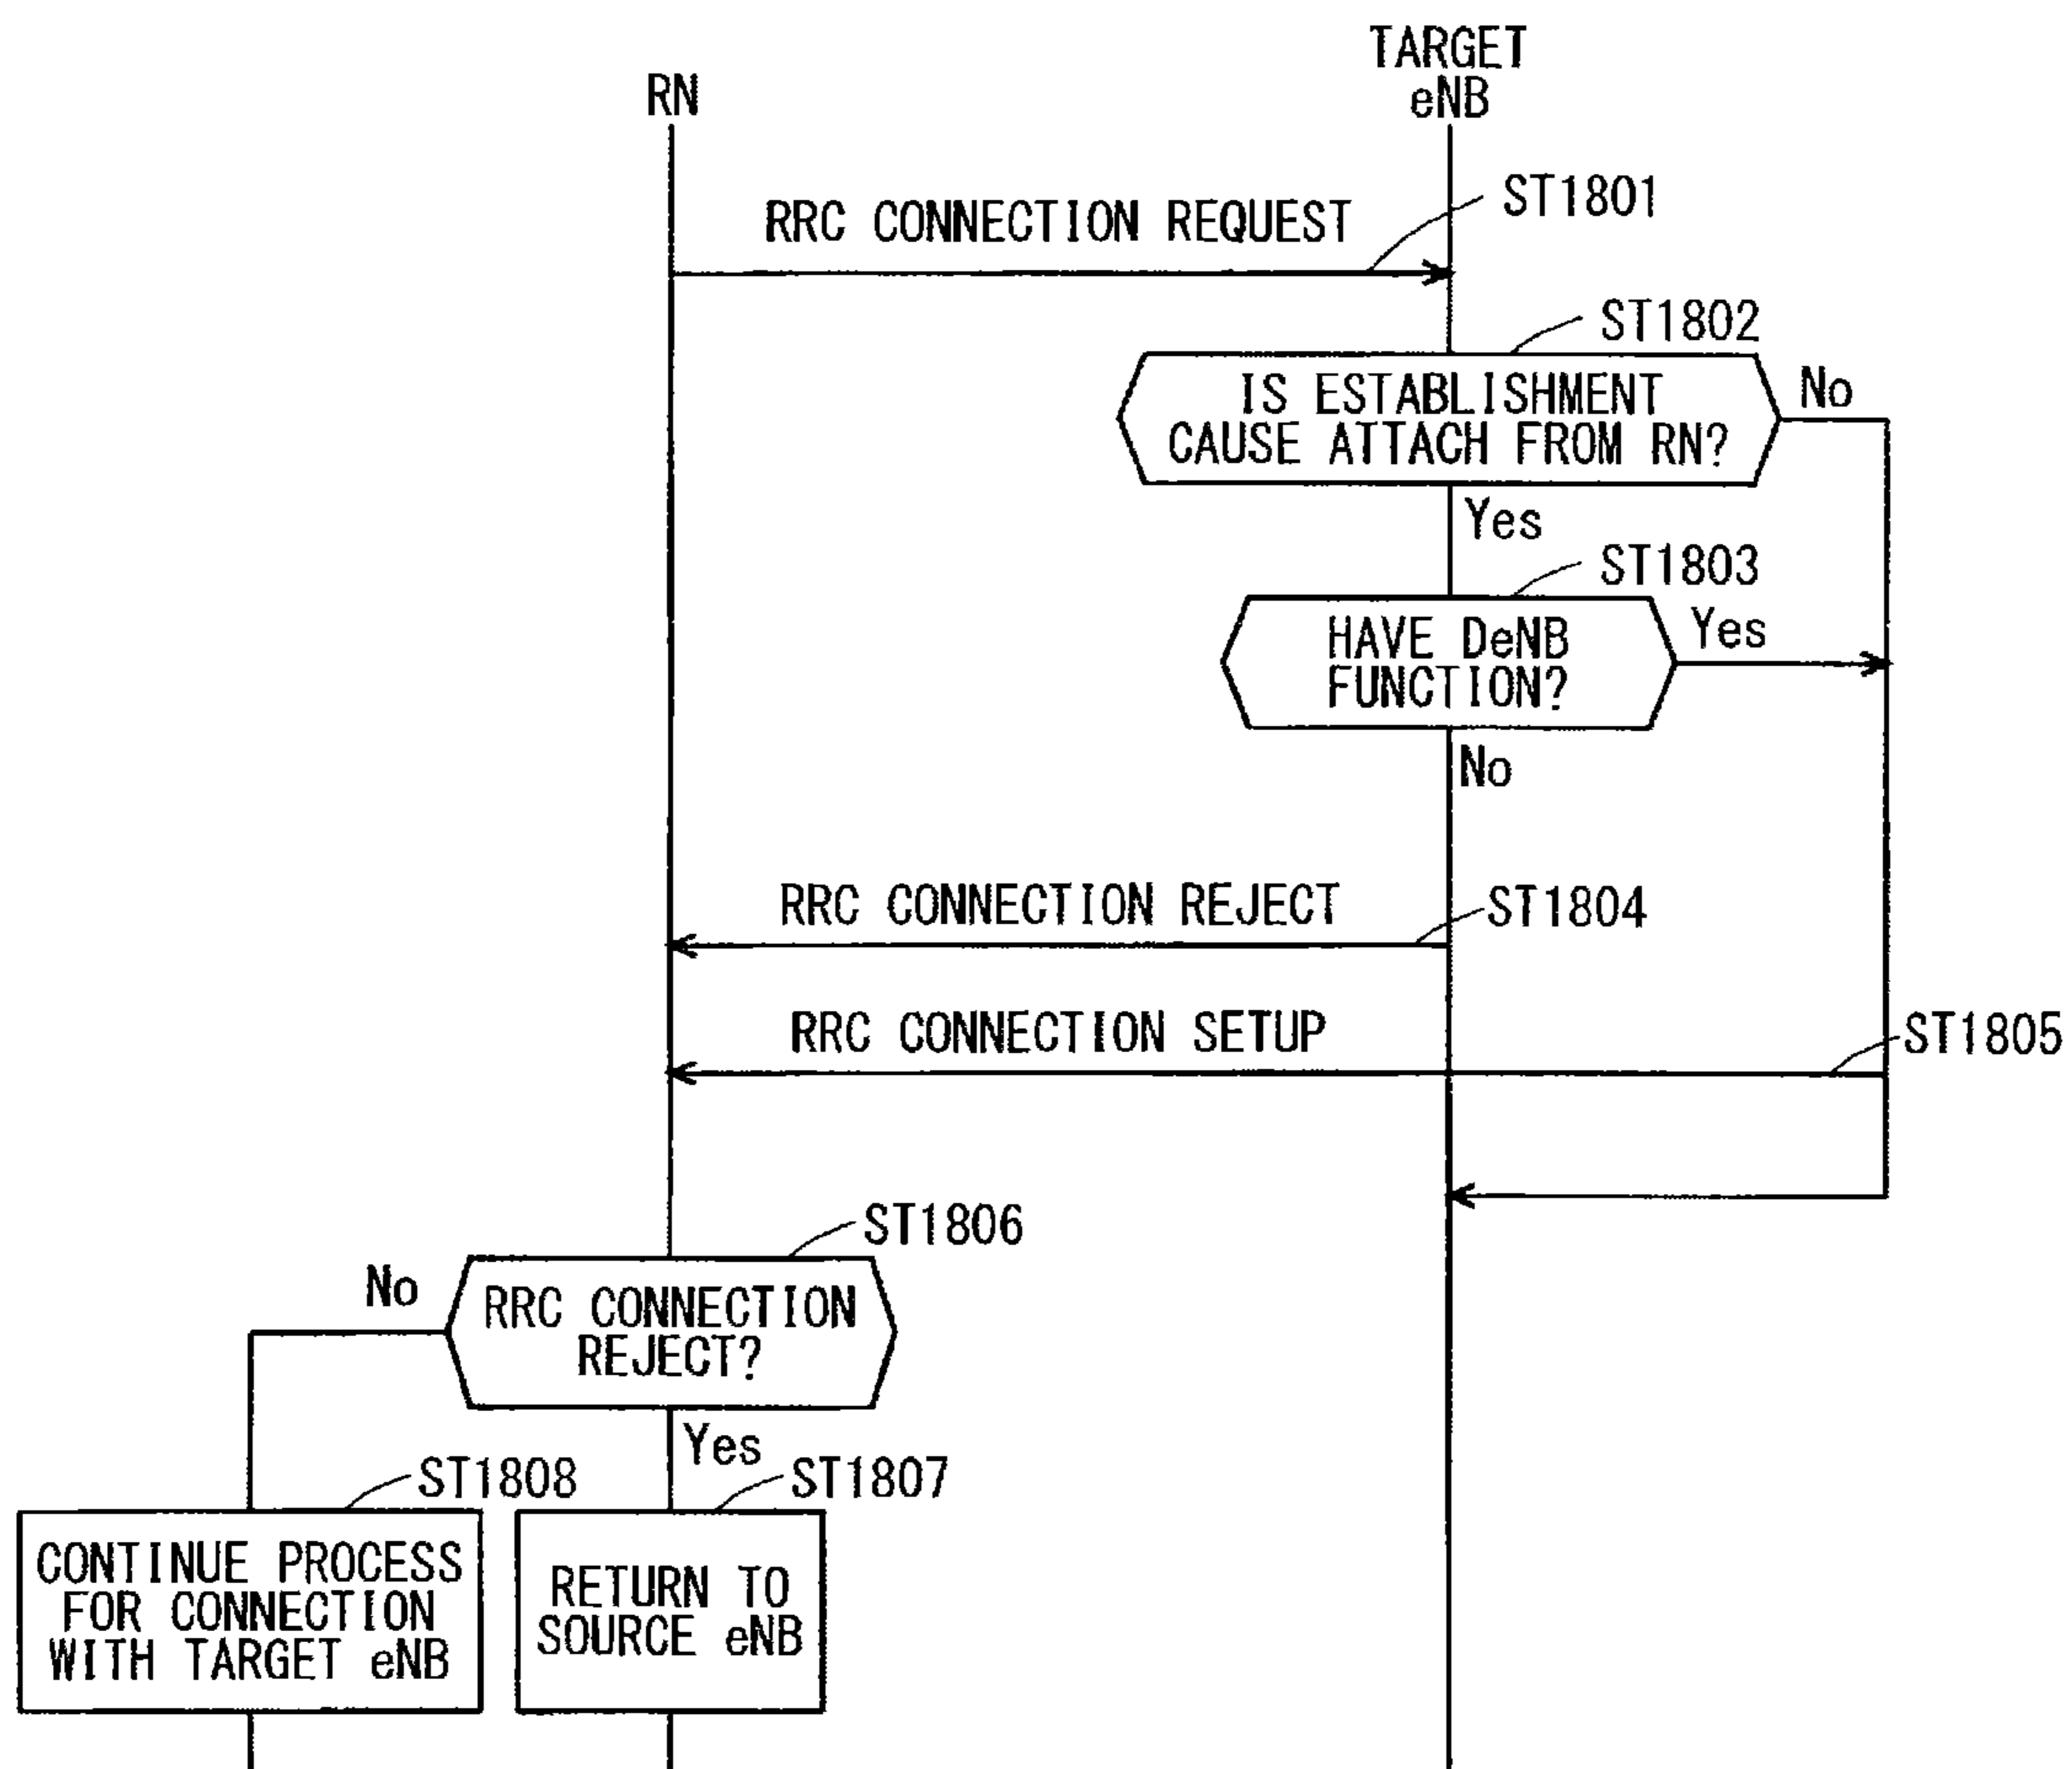 RN
TARGET
eNB
RRC CONNECTION REQUEST
ST1801
ST1802
IS ESTABLISHMENT
CAUSE ATTACH FROM RN?
No
Yes
ST1803
HAVE DeNB
FUNCTION?
Yes
No
RRC CONNECTION REJECT
ST1804
RRC CONNECTION SETUP
ST1805
ST1806
No
RRC CONNECTION
REJECT?
Yes
ST1808
ST1807
CONTINUE PROCESS
FOR CONNECTION
WITH TARGET eNB
RETURN TO
SOURCE eNB